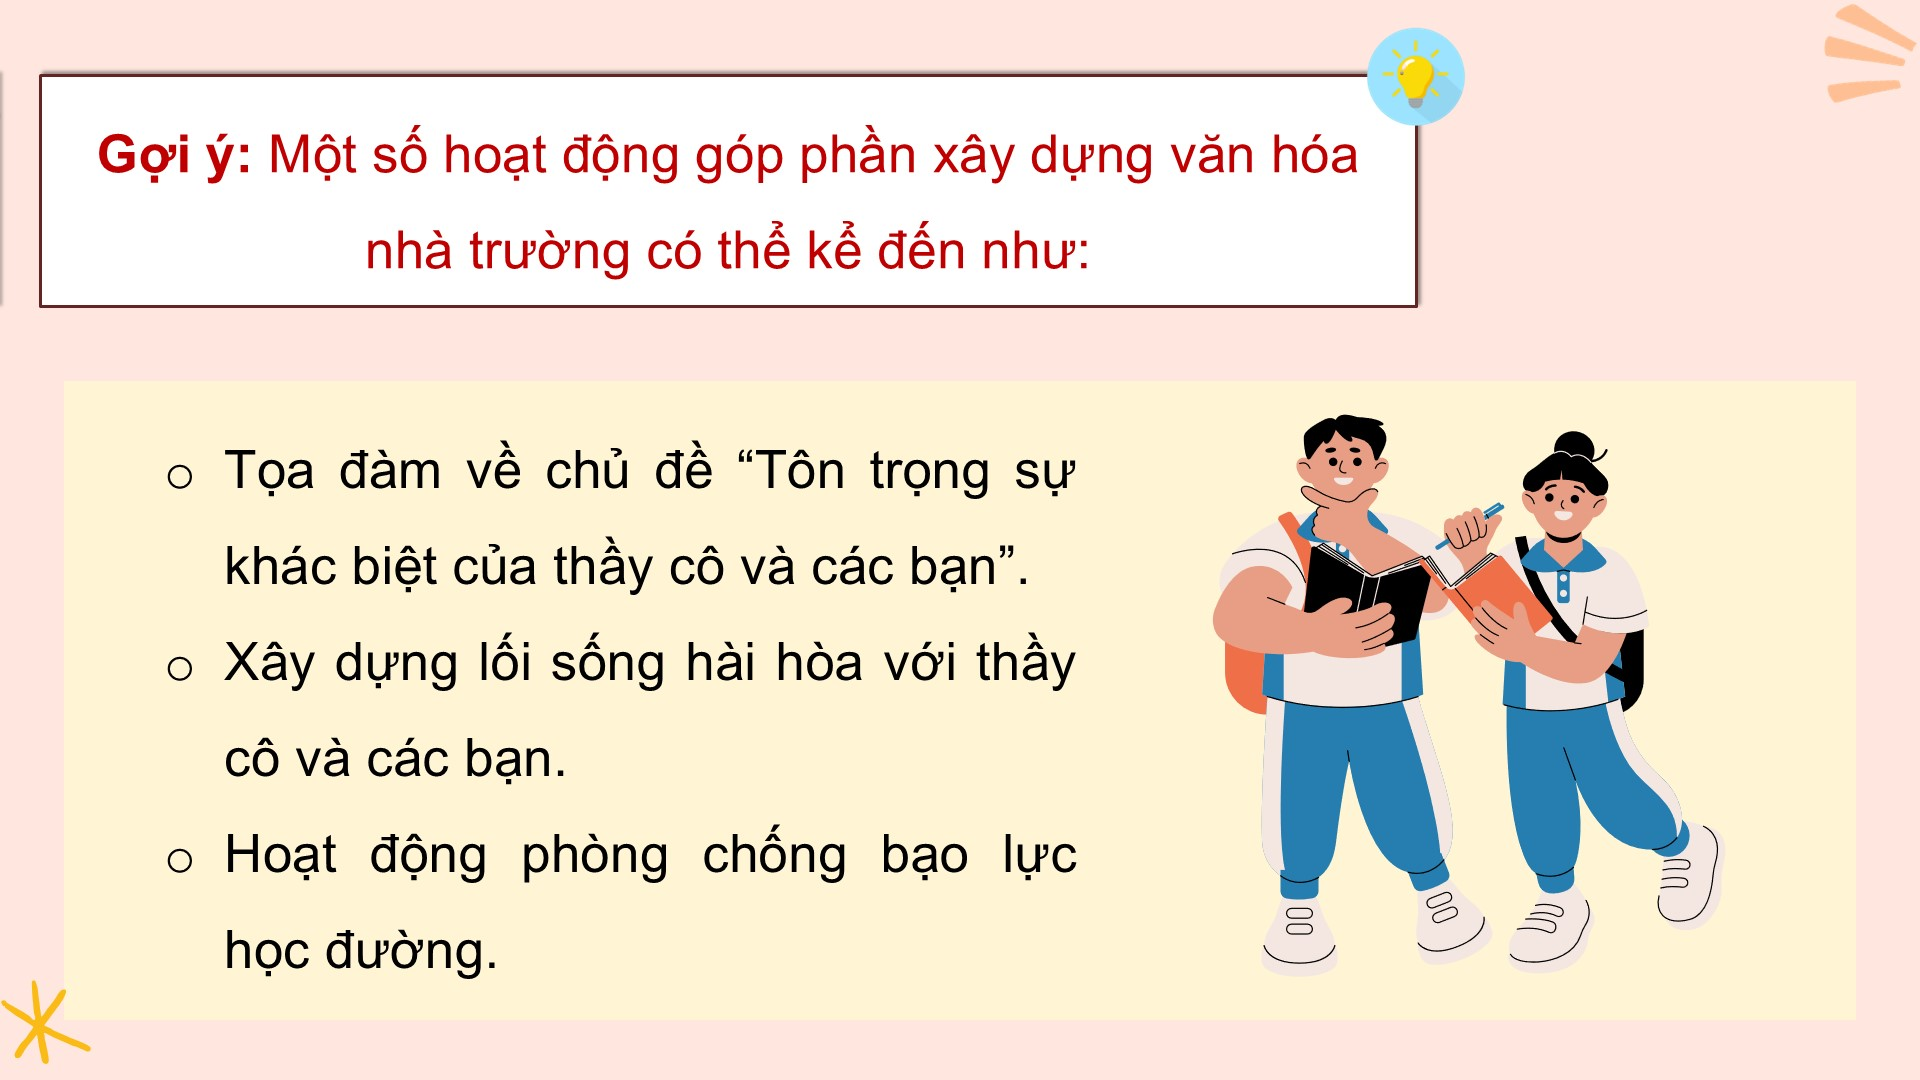 Gợi ý: Một số hoạt động góp phần xây dựng văn hóa
nhà trường có thể kể đến như:
o Tọa đàm về chủ đề “Tôn trọng sự
khác biệt của thầy cô và các bạn”.
o Xây dựng lối sống hài hòa với thầy
cô và các bạn.
o Hoạt động phòng chống bạo lực
học đường.